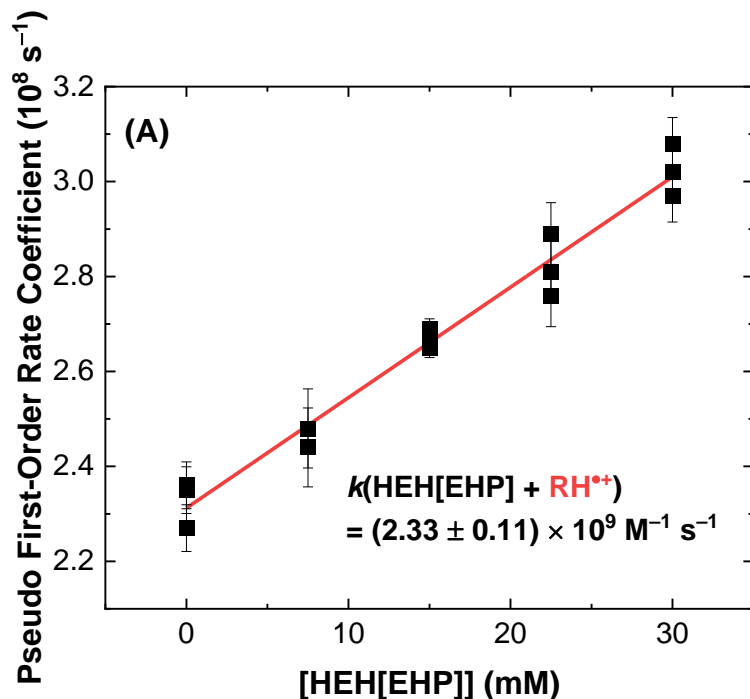 Pseudo First-Order Rate Coefficient (10⁸ s⁻¹)
3.2
3.0
2.8
2.6
2.4
2.2
(A)
k(HEH[EHP] + RH•⁺)
= (2.33 ± 0.11) × 10⁹ M⁻¹ s⁻¹
0 10 20 30
[HEH[EHP]] (mM)